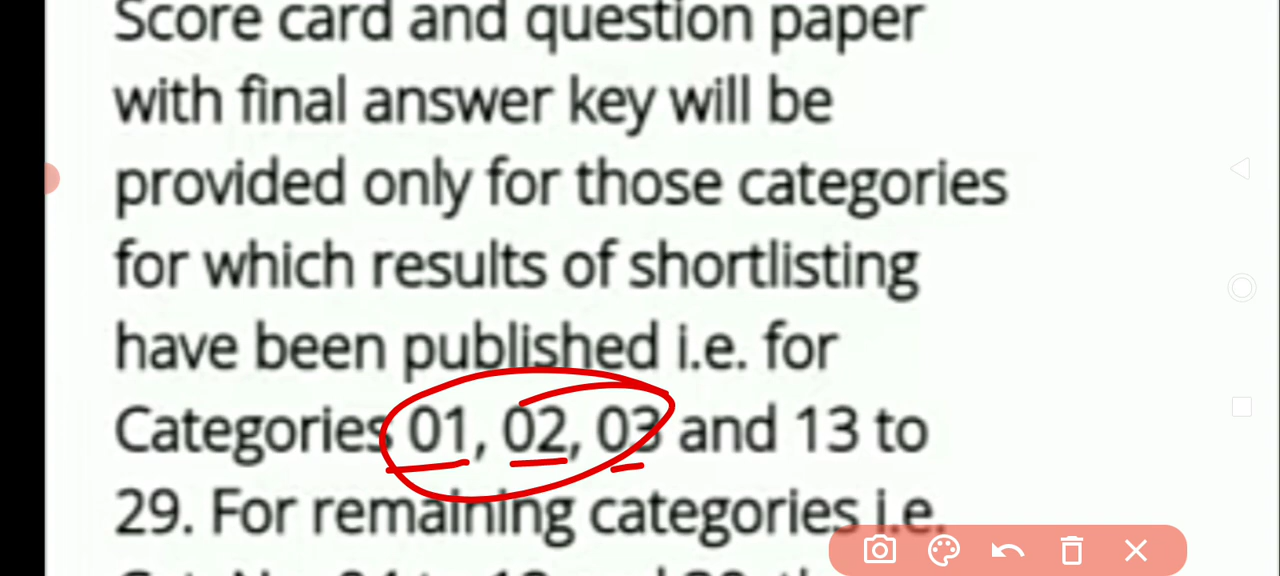 Score card and question paper
with final answer key will be
provided only for those categories
for which results of shortlisting
have been published i.e. for
Categories 01, 02, 03 and 13 to
29. For remaining categories i.e.